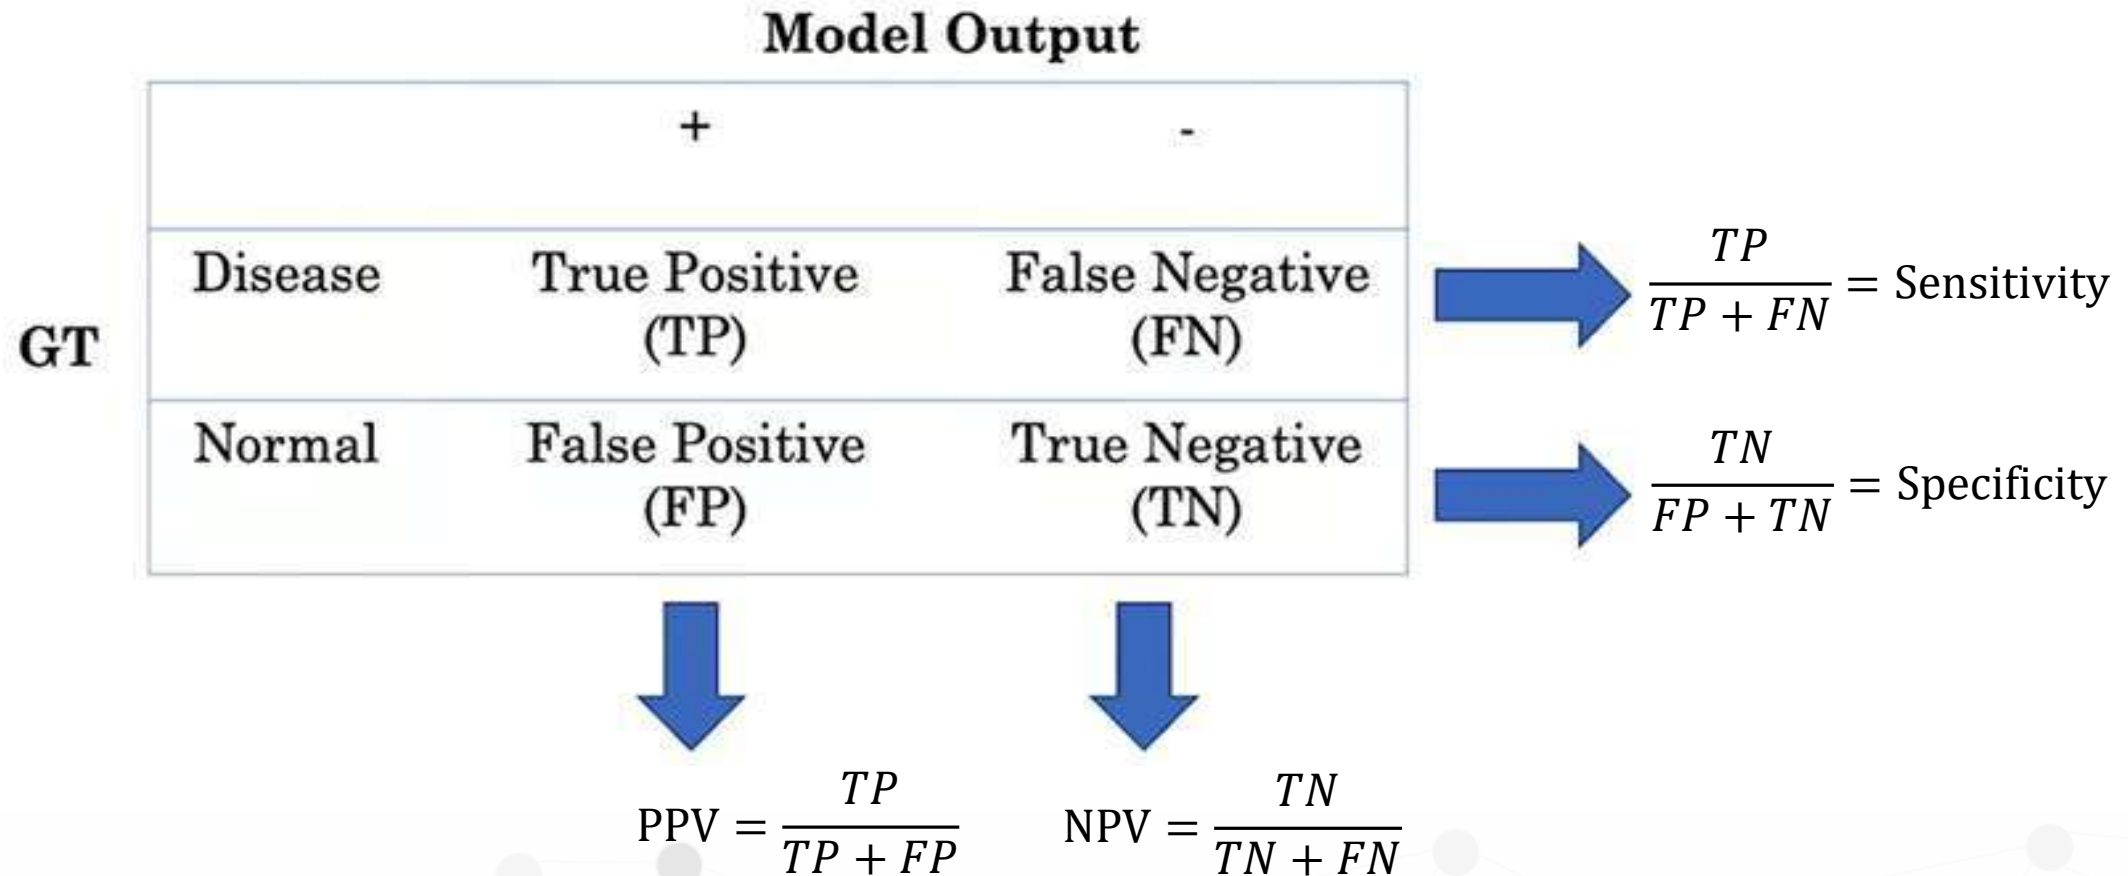 Model Output
+ -
Disease True Positive False Negative
(TP) (FN)
TP
TP + FN = Sensitivity
GT
Normal False Positive True Negative
(FP) (TN)
TN
FP + TN = Specificity
PPV = TP
TP + FP
NPV = TN
TN + FN